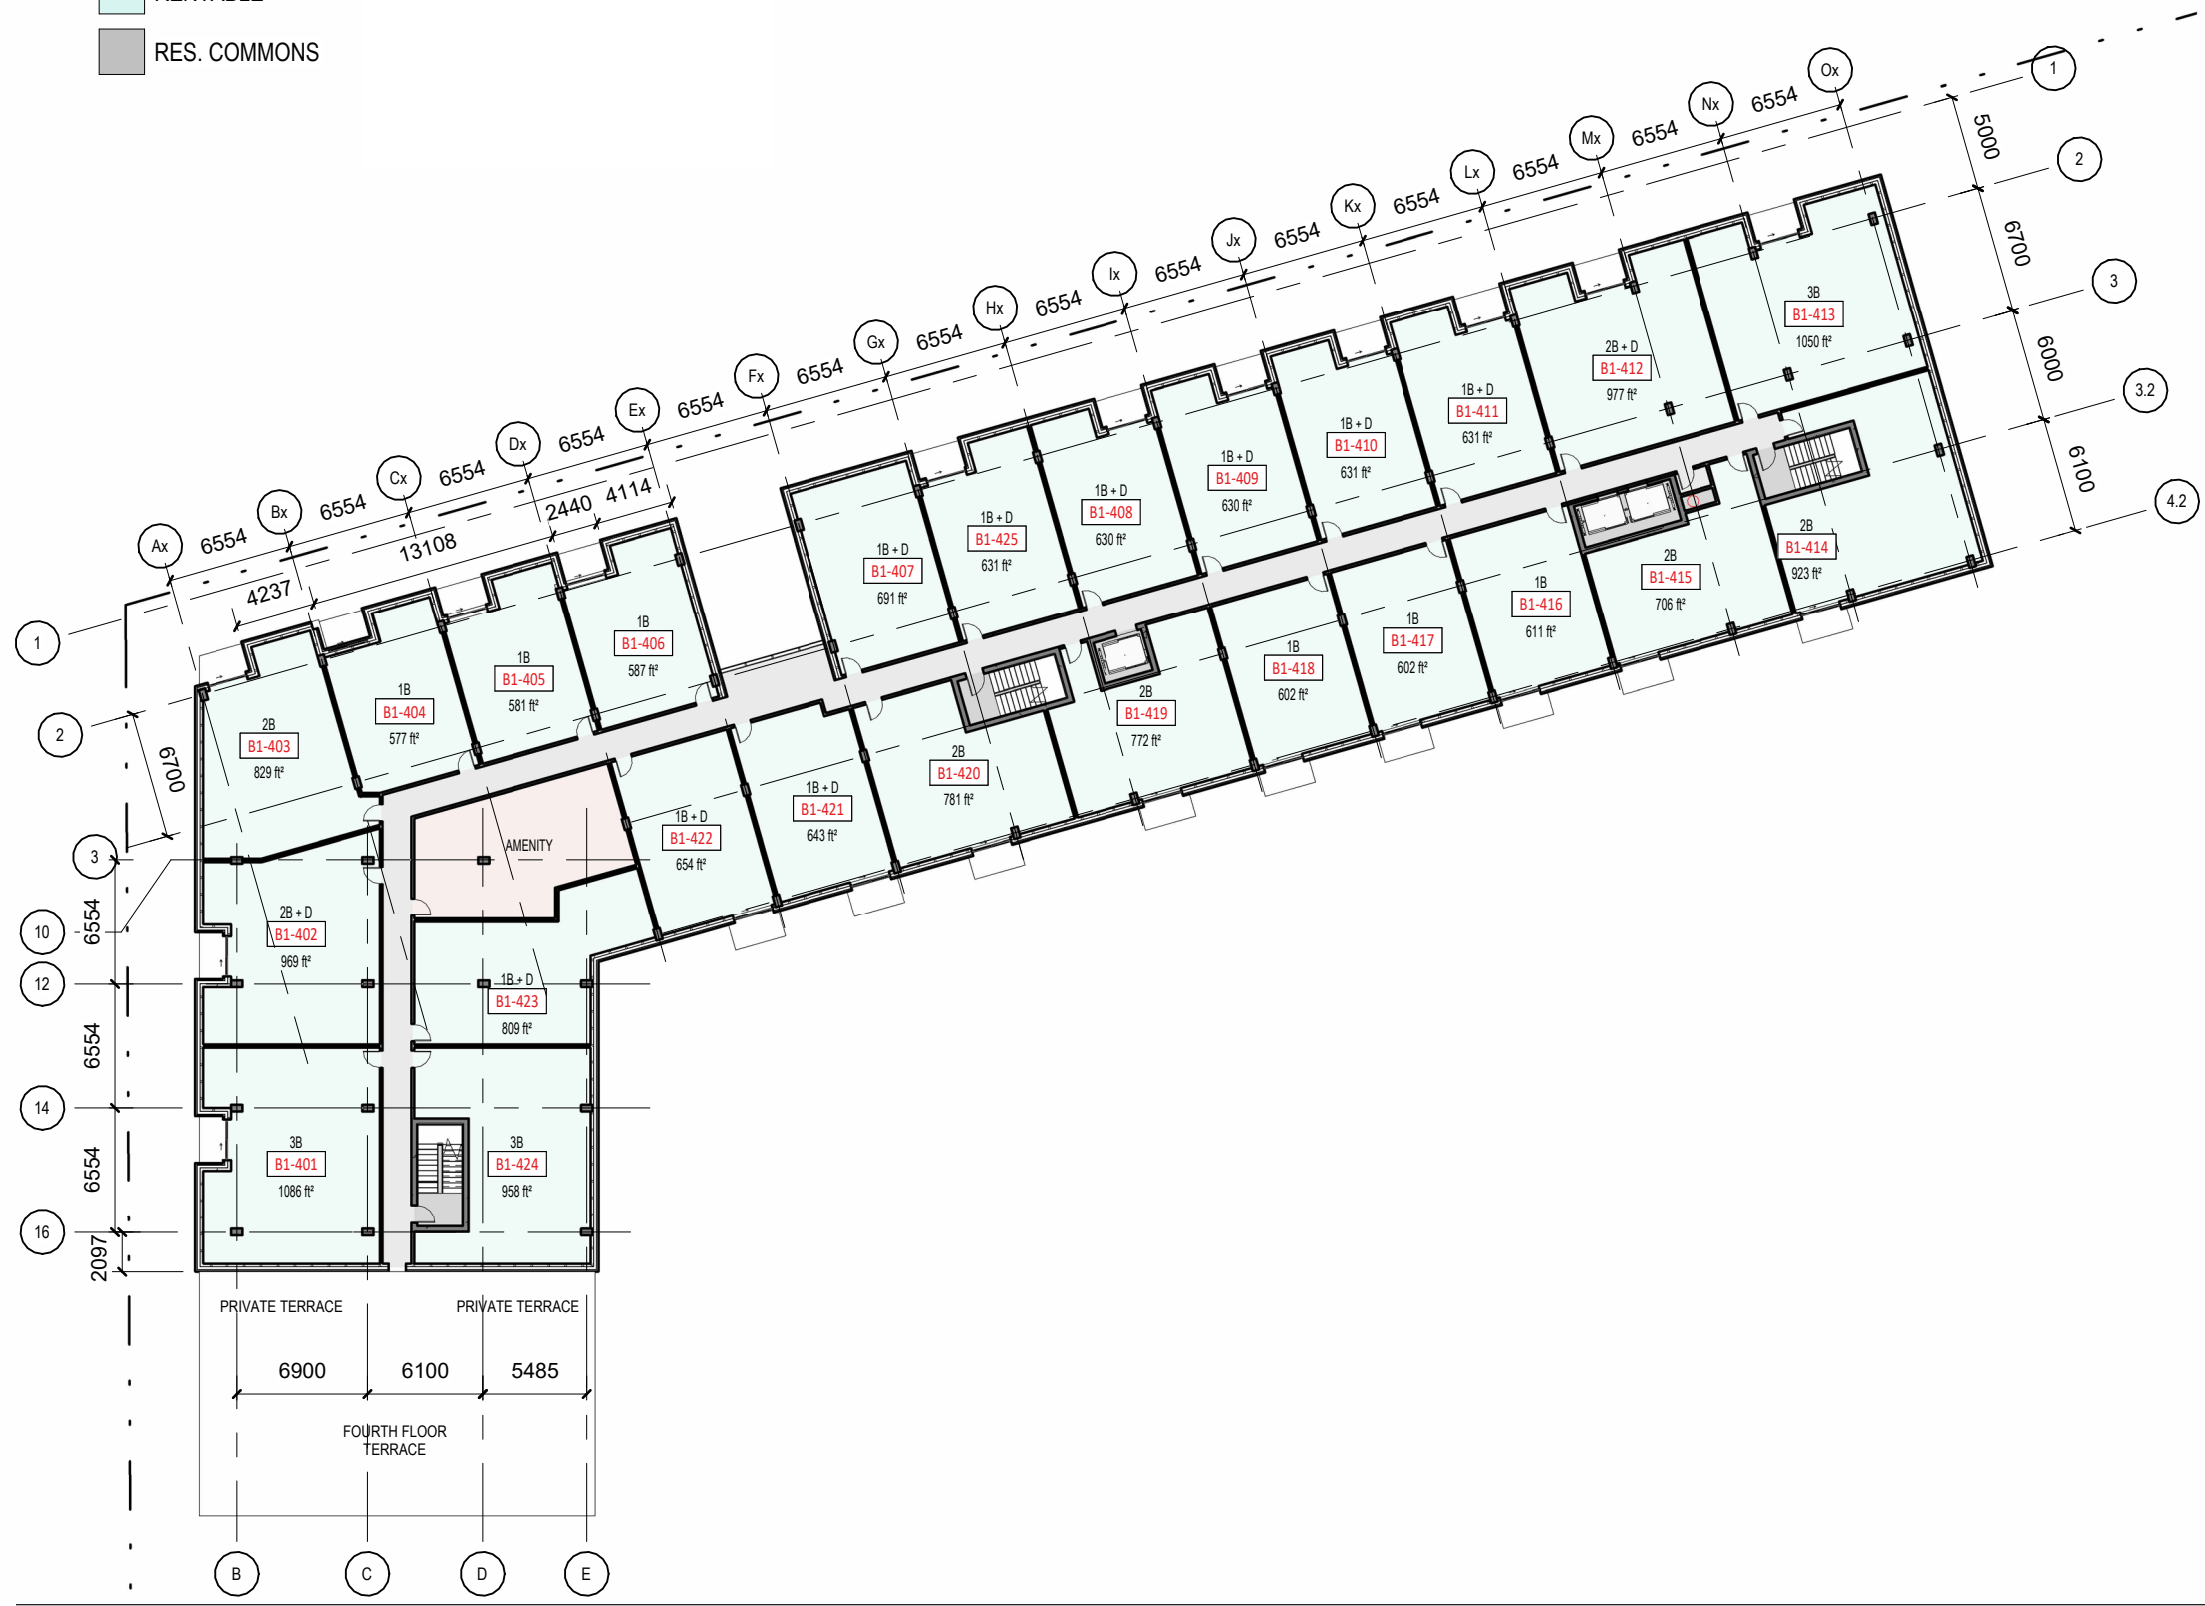 RES. COMMONS
Ox
1
Nx
6554
Mx
6554
5000
Lx
6554
2
Kx
6554
Jx
6554
6700
Ix
6554
3
Hx
6554
6000
Gx
6554
3.2
Fx
6554
6100
Ex
6554
4.2
Dx
6554
Cx
6554
Bx
6554
Ax
6554
4114
2440
13108
4237
1
2
6700
3
3B
B1-413
1050 ft²
2B + D
B1-412
977 ft²
1B + D
B1-411
631 ft²
1B + D
B1-410
631 ft²
1B + D
B1-409
630 ft²
1B + D
B1-408
630 ft²
1B + D
B1-425
631 ft²
1B + D
B1-407
691 ft²
2B
B1-414
923 ft²
2B
B1-415
706 ft²
1B
B1-416
611 ft²
1B
B1-417
602 ft²
1B
B1-418
602 ft²
2B
B1-419
772 ft²
2B
B1-420
781 ft²
1B + D
B1-421
643 ft²
1B + D
B1-422
654 ft²
1B
B1-406
587 ft²
1B
B1-405
581 ft²
1B
B1-404
577 ft²
2B
B1-403
829 ft²
AMENITY
2B + D
B1-402
969 ft²
1B + D
B1-423
809 ft²
3B
B1-401
1086 ft²
3B
B1-424
958 ft²
10
6554
12
6554
14
6554
16
2097
PRIVATE TERRACE
PRIVATE TERRACE
6900
6100
5485
FOURTH FLOOR
TERRACE
B
C
D
E